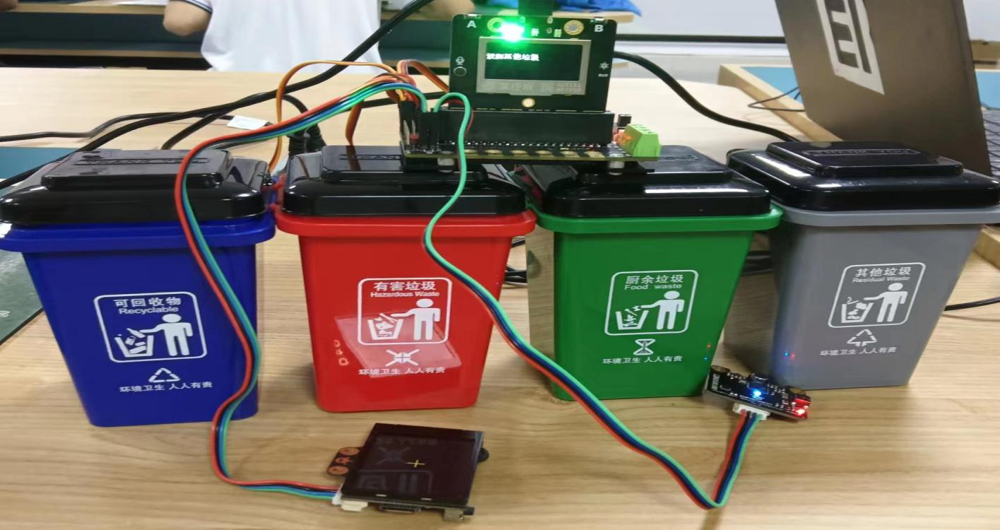 A
B
识别其他垃圾
可回收物
Recyclable
环境卫生 人人有责
有害垃圾
Hazardous Waste
环境卫生 人人有责
厨余垃圾
Food waste
环境卫生 人人有责
其他垃圾
Residual Waste
环境卫生 人人有责